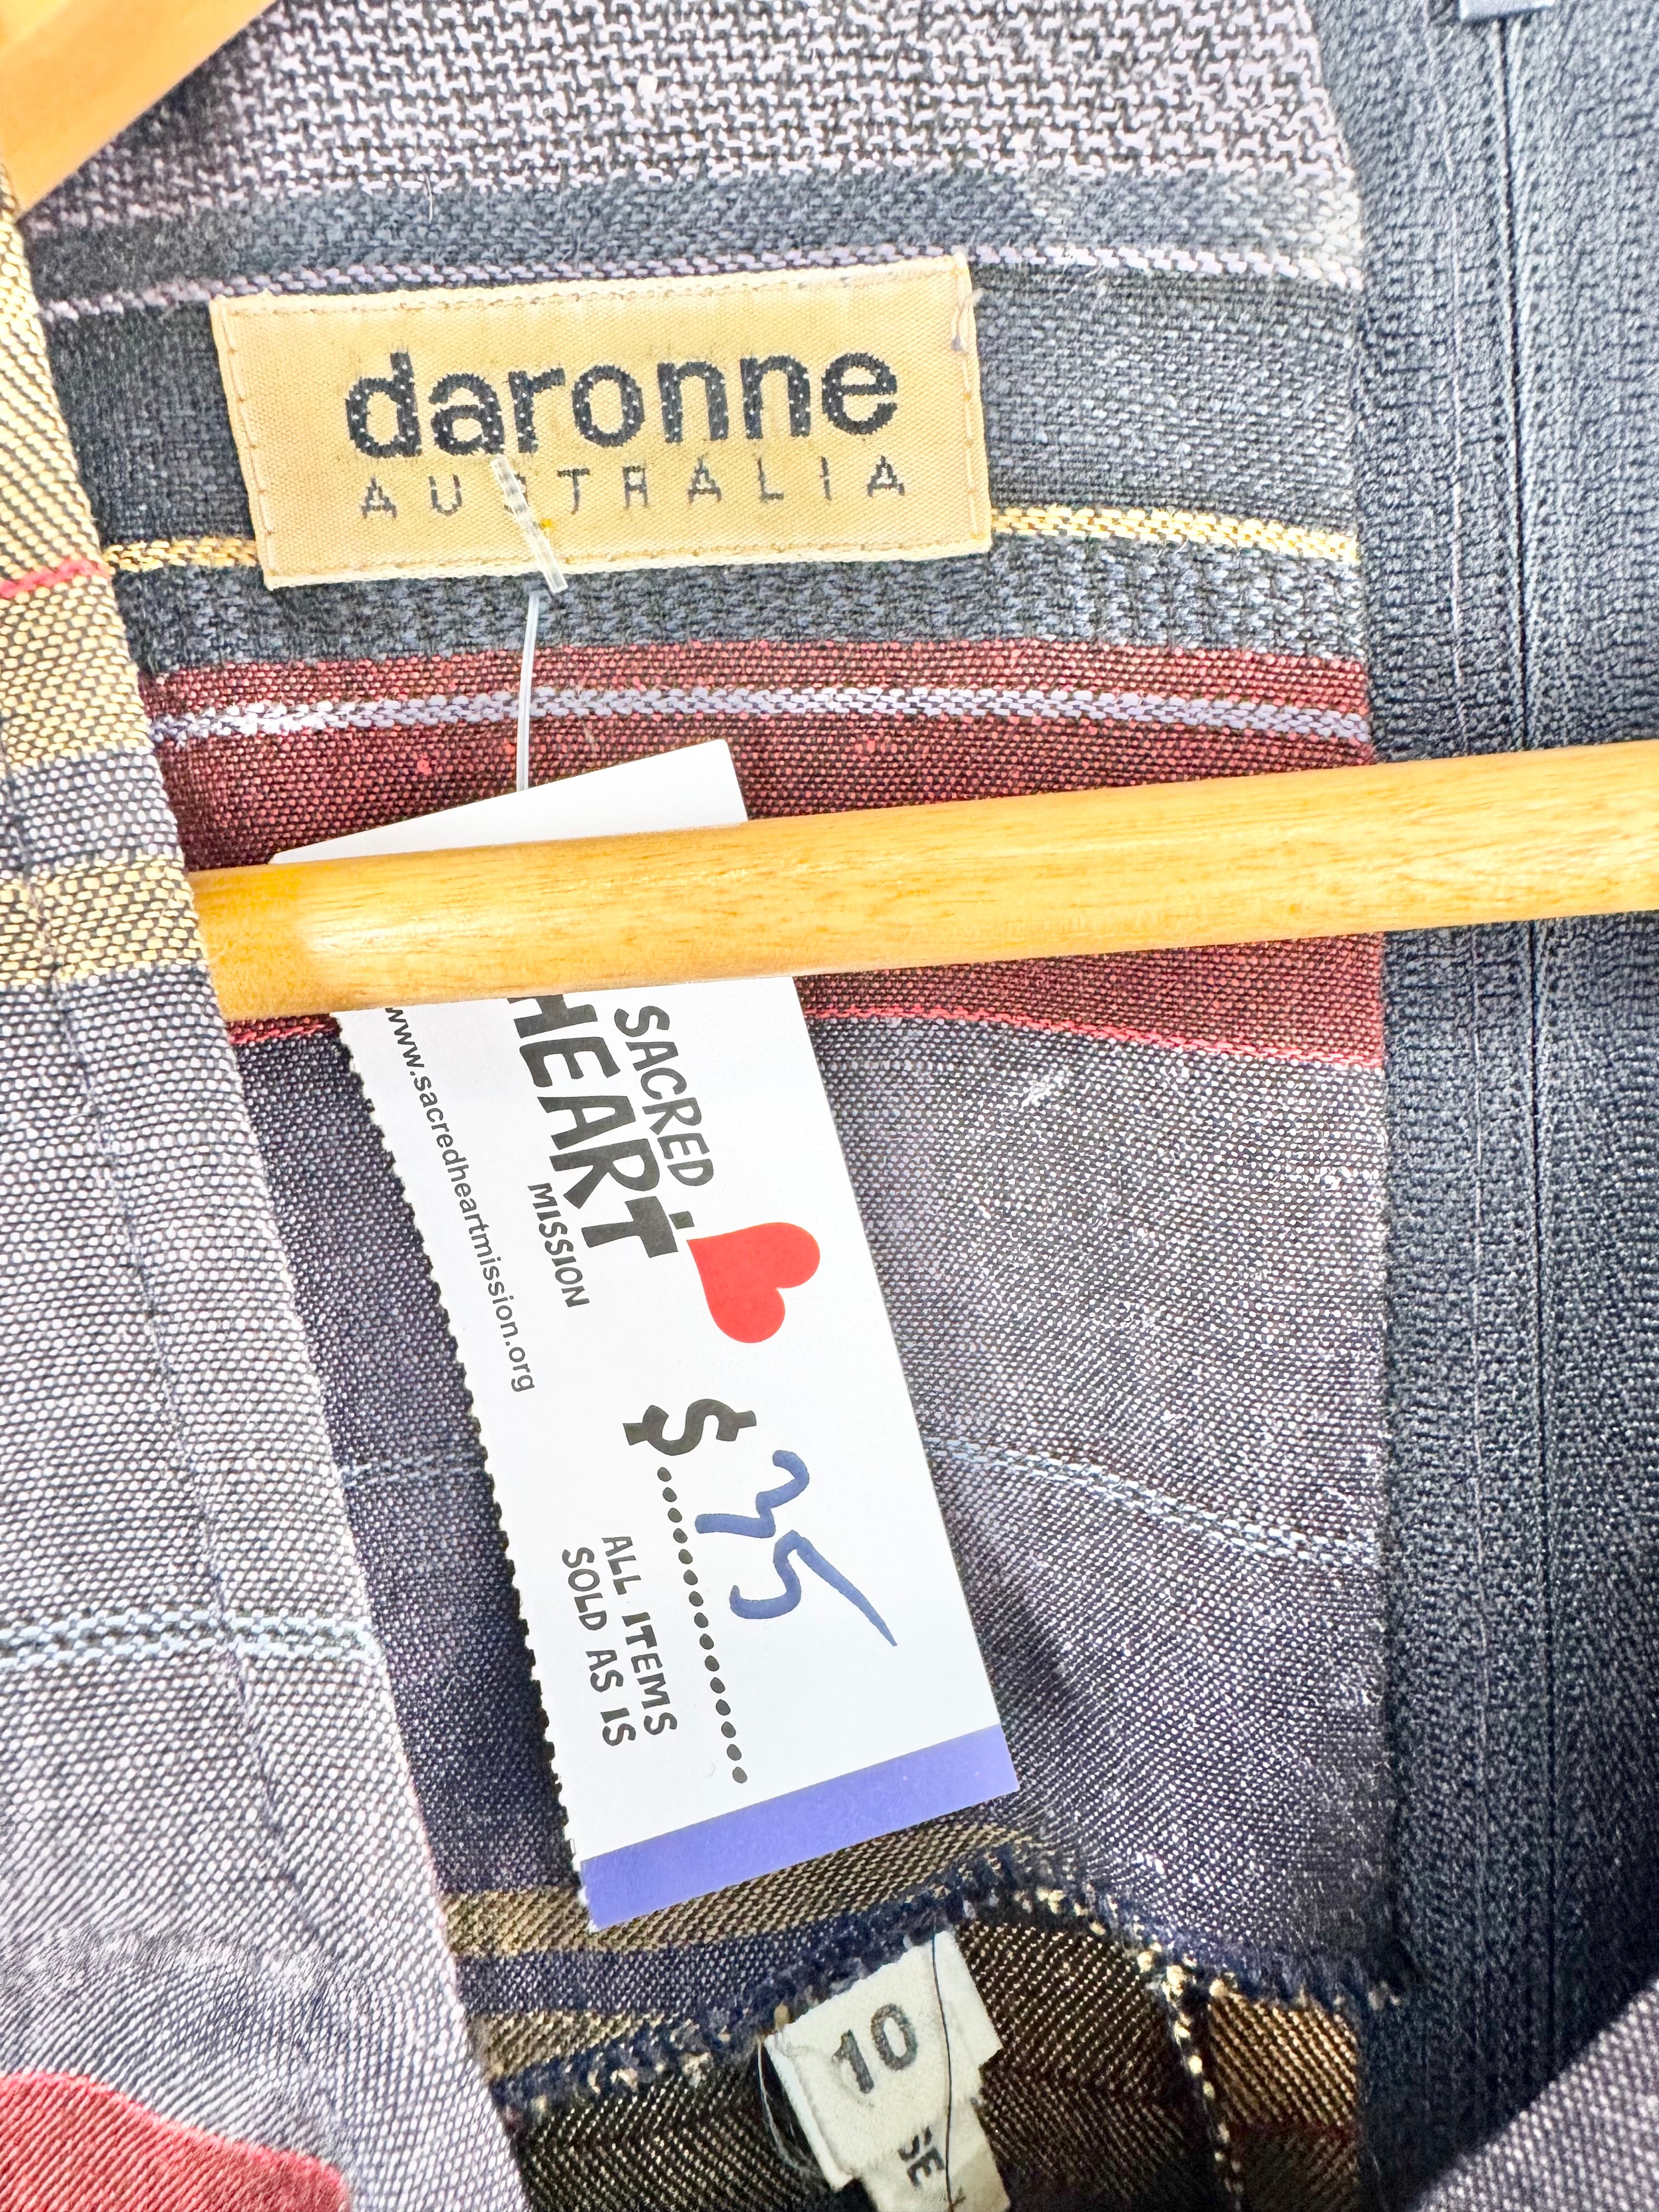 daronne
AUSTRALIA
SACRED
HEART
MISSION
www.sacredheartmission.org
$ 35
ALL ITEMS
SOLD AS IS
10